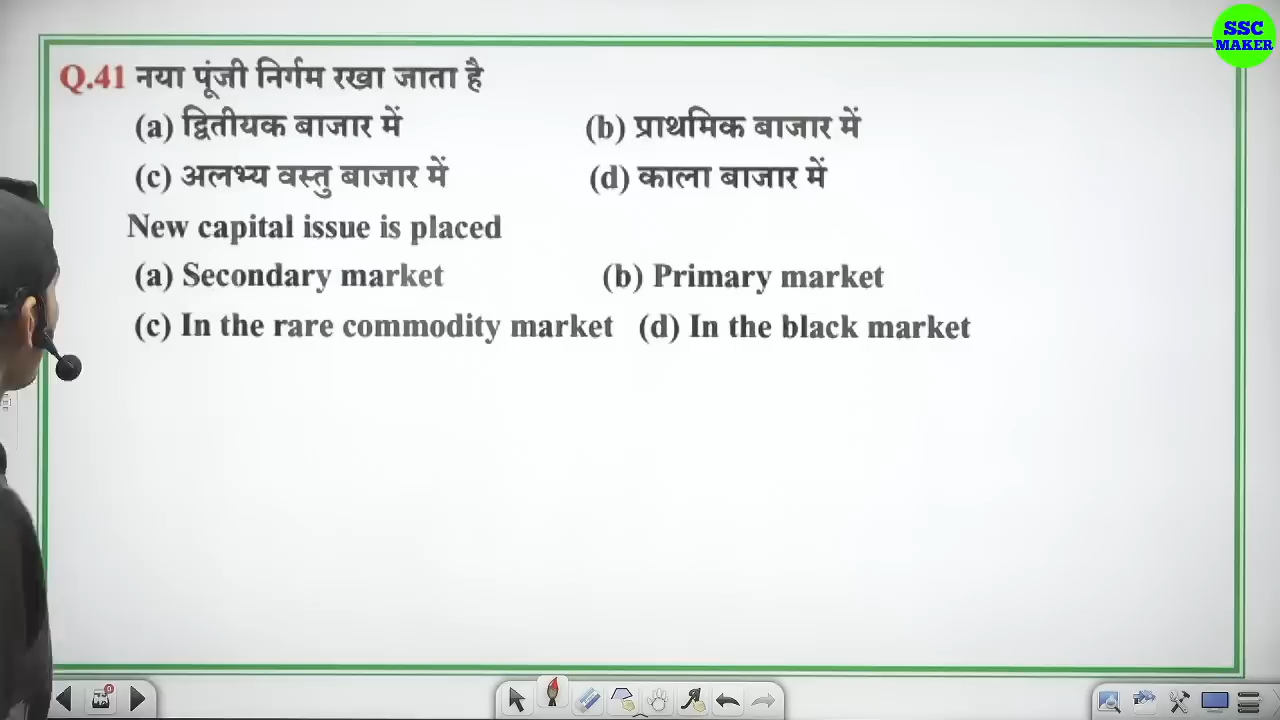 SSC
MAKER
Q.41 नया पूंजी निर्गम रखा जाता है
(a) द्वितीयक बाजार में (b) प्राथमिक बाजार में
(c) अलभ्य वस्तु बाजार में (d) काला बाजार में
New capital issue is placed
(a) Secondary market (b) Primary market
(c) In the rare commodity market (d) In the black market